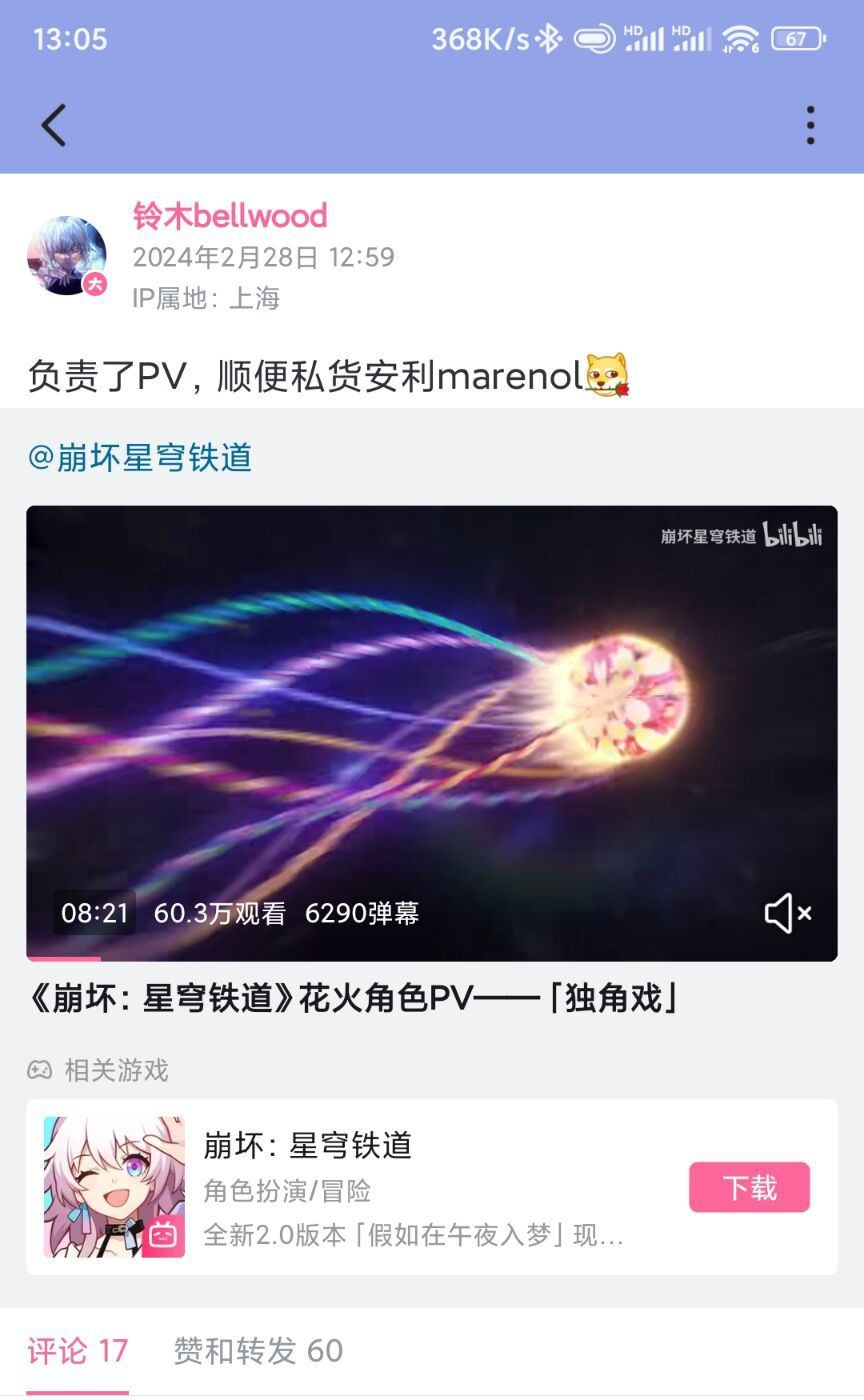 13:05
368K/s HD HD 6 67
铃木bellwood
大
2024年2月28日 12:59
IP属地：上海
负责了PV，顺便私货安利marenol
@崩坏星穹铁道
崩坏星穹铁道 bilibili
08:21 60.3万观看 6290弹幕
《崩坏：星穹铁道》花火角色PV——「独角戏」
相关游戏
崩坏：星穹铁道
角色扮演/冒险
下载
全新2.0版本「假如在午夜入梦」现...
评论 17 赞和转发 60